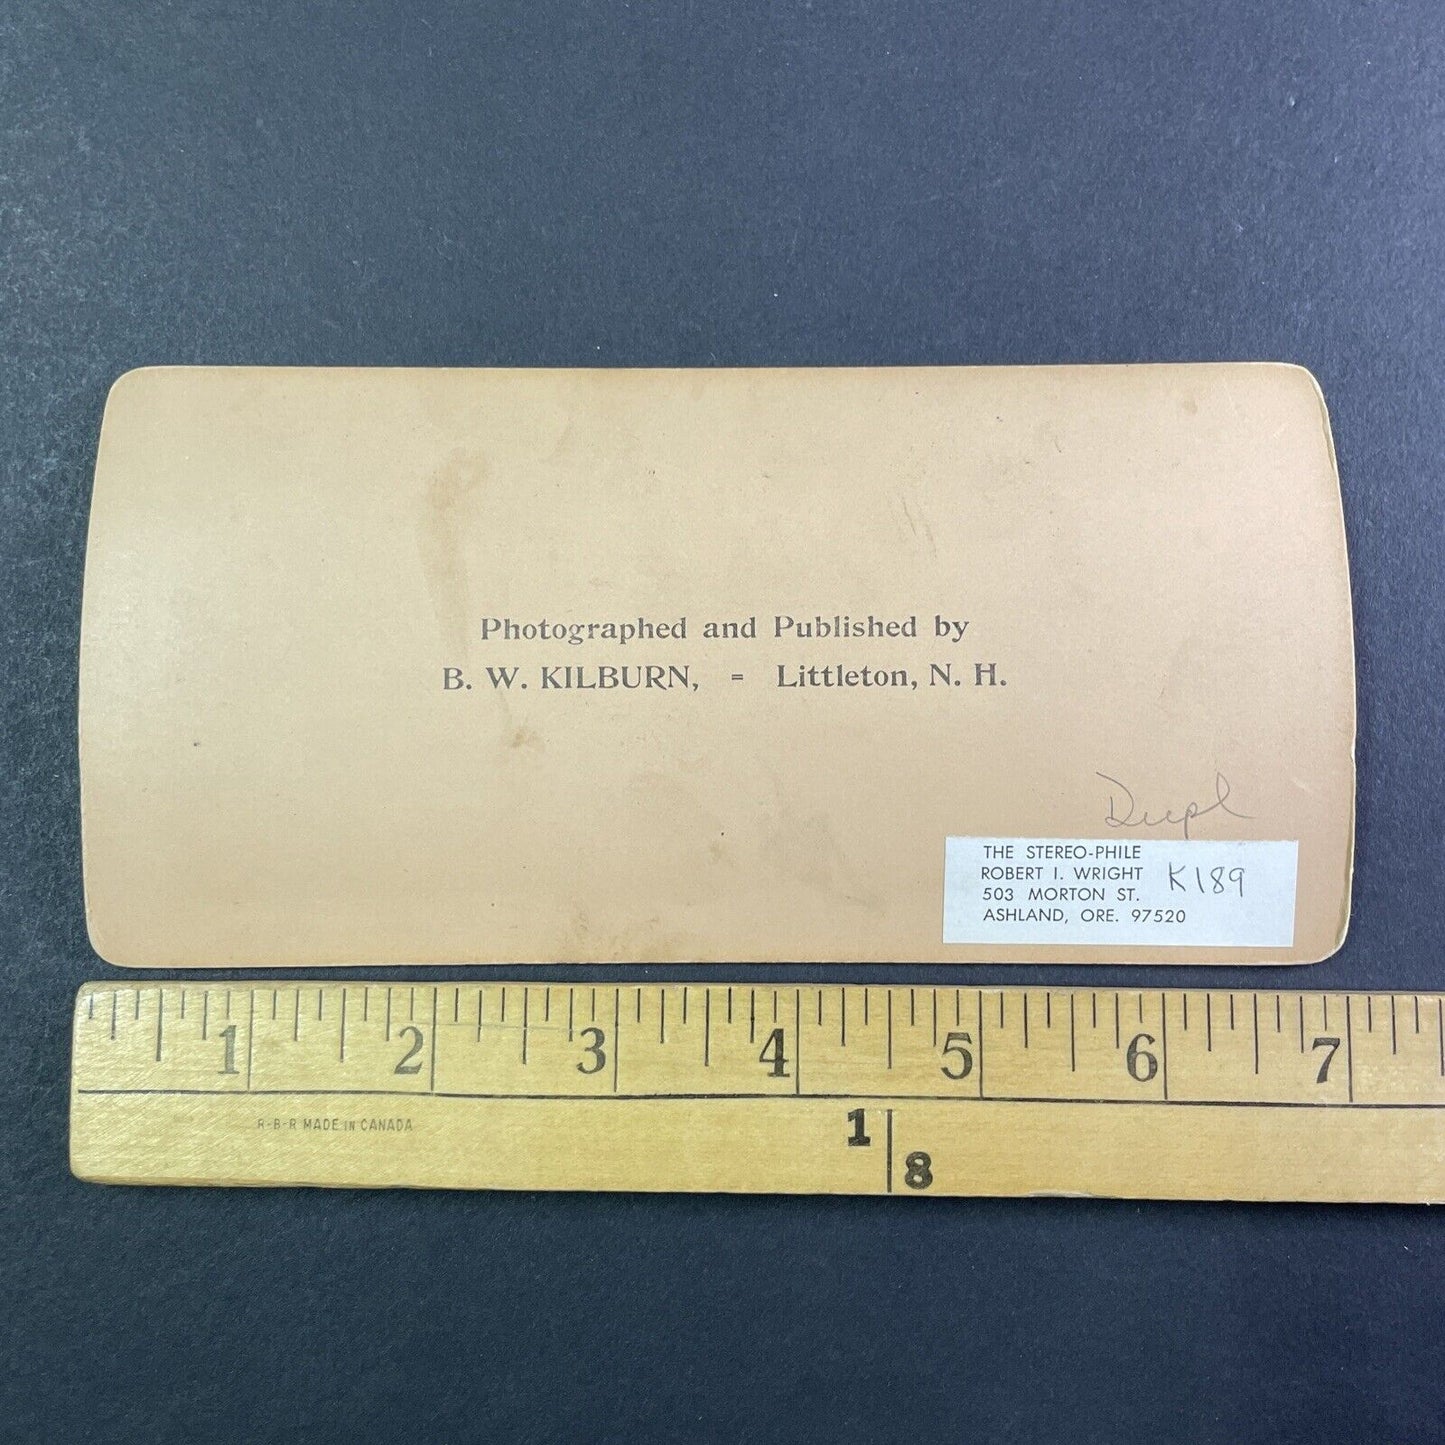 Photographed and Published by
B. W. KILBURN, = Littleton, N. H.
Dupl
THE STEREO-PHILE
ROBERT I. WRIGHT K189
503 MORTON ST.
ASHLAND, ORE. 97520
1 2 3 4 5 6 7
R-B-R MADE IN CANADA
1
8